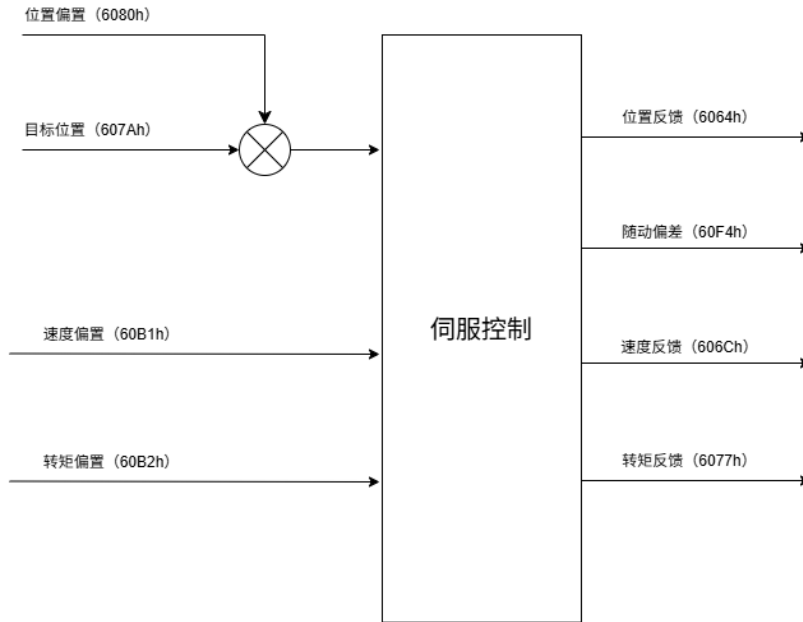 位置偏置（6080h）
目标位置（607Ah）
速度偏置（60B1h）
转矩偏置（60B2h）
伺服控制
位置反馈（6064h）
随动偏差（60F4h）
速度反馈（606Ch）
转矩反馈（6077h）